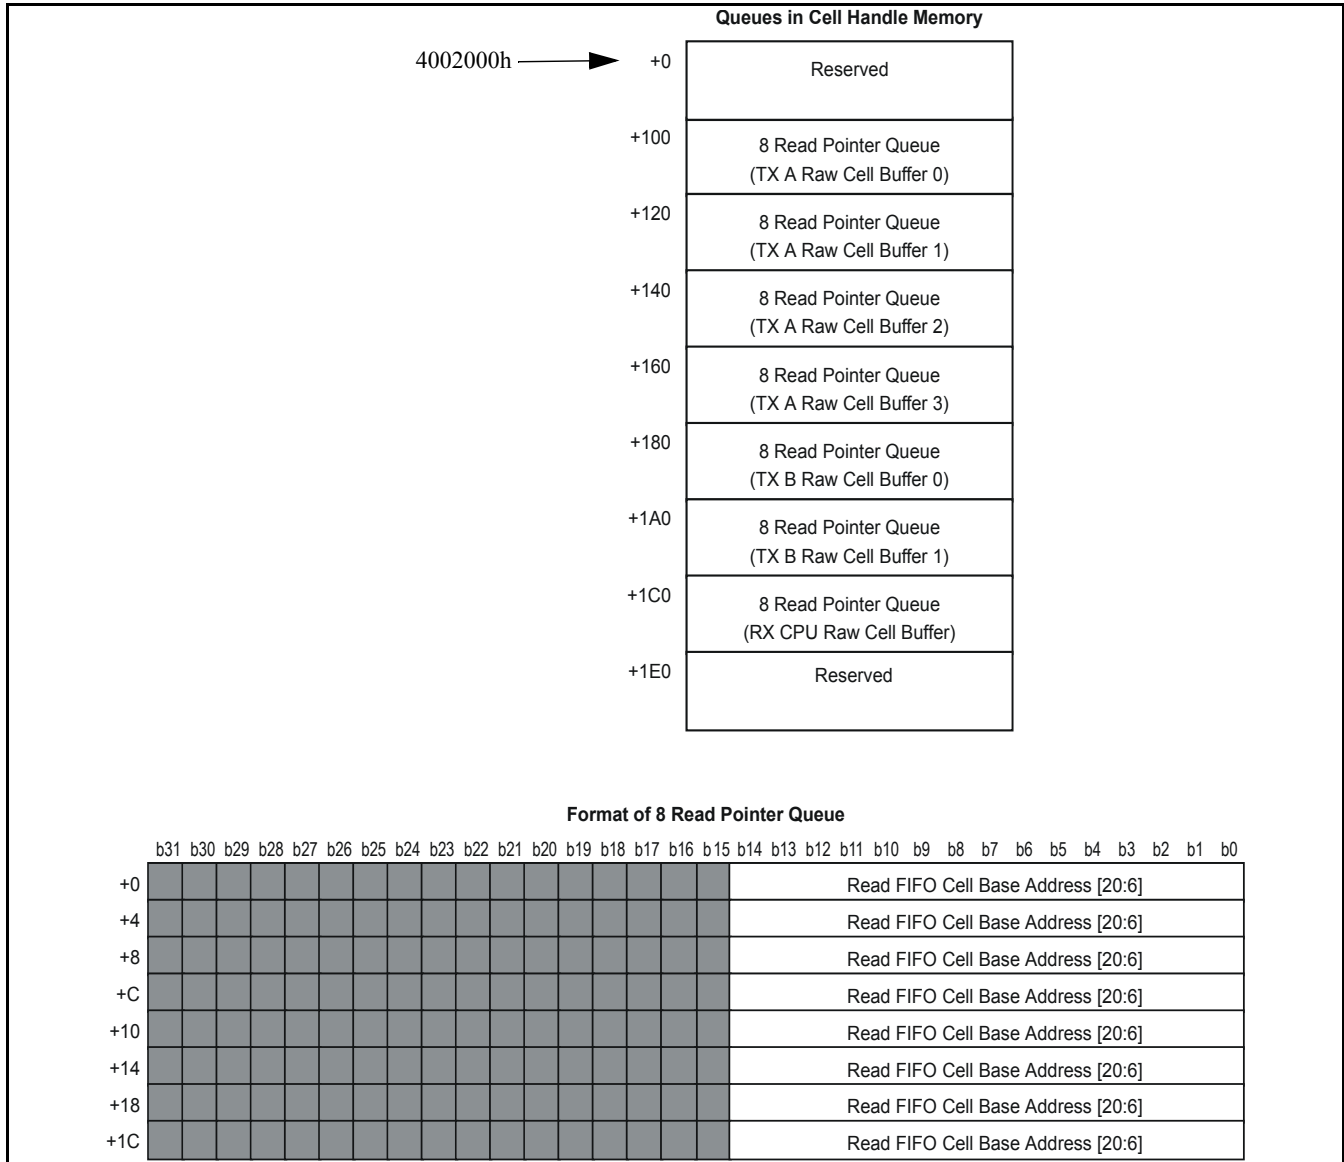 Queues in Cell Handle Memory
4002000h
+0
Reserved
+100
8 Read Pointer Queue
(TX A Raw Cell Buffer 0)
+120
8 Read Pointer Queue
(TX A Raw Cell Buffer 1)
+140
8 Read Pointer Queue
(TX A Raw Cell Buffer 2)
+160
8 Read Pointer Queue
(TX A Raw Cell Buffer 3)
+180
8 Read Pointer Queue
(TX B Raw Cell Buffer 0)
+1A0
8 Read Pointer Queue
(TX B Raw Cell Buffer 1)
+1C0
8 Read Pointer Queue
(RX CPU Raw Cell Buffer)
+1E0
Reserved
Format of 8 Read Pointer Queue
b31 b30 b29 b28 b27 b26 b25 b24 b23 b22 b21 b20 b19 b18 b17 b16 b15 b14 b13 b12 b11 b10 b9 b8 b7 b6 b5 b4 b3 b2 b1 b0
+0 Read FIFO Cell Base Address [20:6]
+4 Read FIFO Cell Base Address [20:6]
+8 Read FIFO Cell Base Address [20:6]
+C Read FIFO Cell Base Address [20:6]
+10 Read FIFO Cell Base Address [20:6]
+14 Read FIFO Cell Base Address [20:6]
+18 Read FIFO Cell Base Address [20:6]
+1C Read FIFO Cell Base Address [20:6]